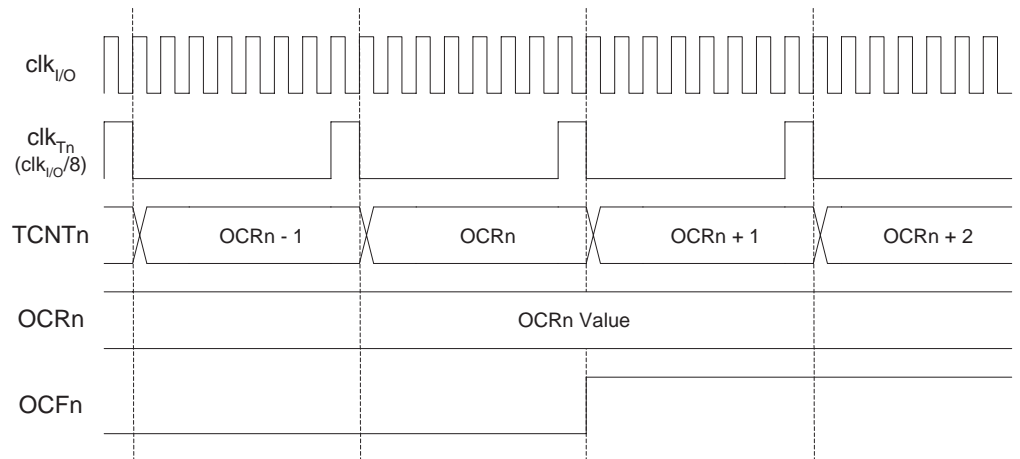 clkI/O
clkTn
(clkI/O/8)
TCNTn OCRn - 1 OCRn OCRn + 1 OCRn + 2
OCRn OCRn Value
OCFn